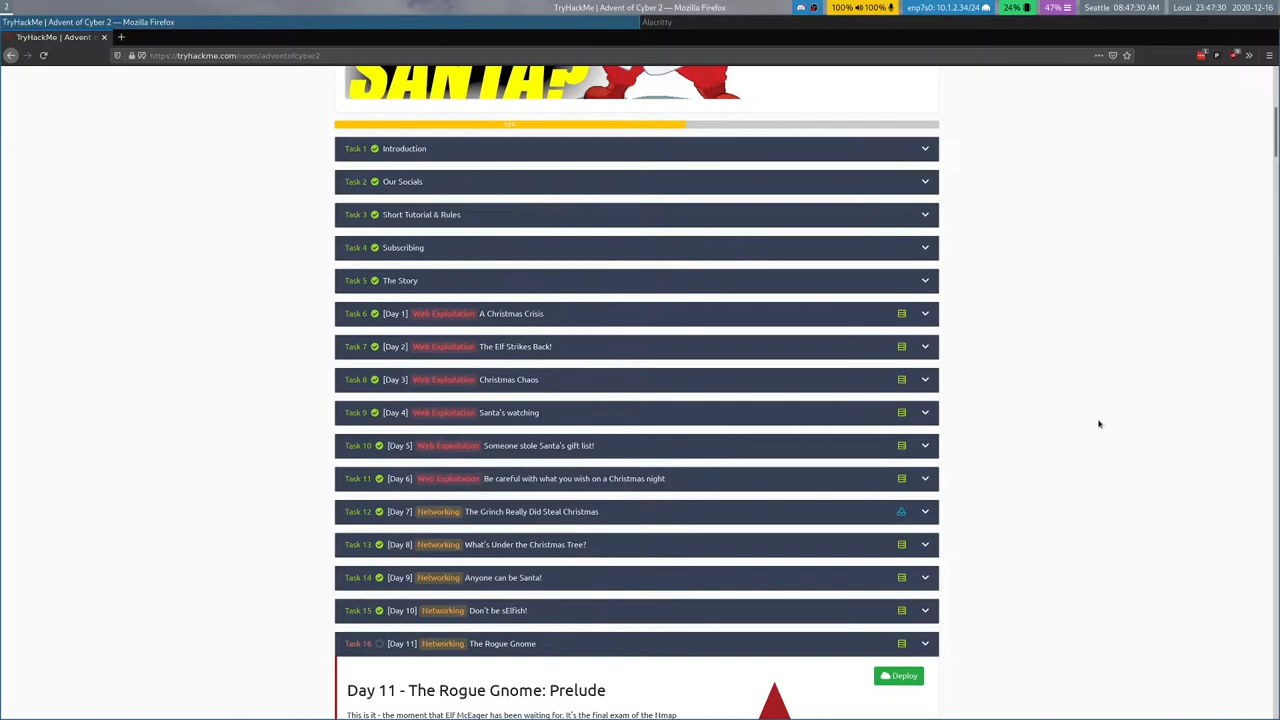 2
TryHackMe | Advent of Cyber 2 — Mozilla Firefox
100% 100%
enp7s0: 10.1.2.34/24
24%
47%
Seattle 08:47:30 AM
Local 23:47:30
2020-12-16
TryHackMe | Advent of Cyber 2 — Mozilla Firefox
Alacritty
TryHackMe | Advent
https://tryhackme.com/room/adventofcyber2
SANTA?
Task 1 Introduction
Task 2 Our Socials
Task 3 Short Tutorial & Rules
Task 4 Subscribing
Task 5 The Story
Task 6 [Day 1] Web Exploitation A Christmas Crisis
Task 7 [Day 2] Web Exploitation The Elf Strikes Back!
Task 8 [Day 3] Web Exploitation Christmas Chaos
Task 9 [Day 4] Web Exploitation Santa's watching
Task 10 [Day 5] Web Exploitation Someone stole Santa's gift list!
Task 11 [Day 6] Web Exploitation Be careful with what you wish on a Christmas night
Task 12 [Day 7] Networking The Grinch Really Did Steal Christmas
Task 13 [Day 8] Networking What's Under the Christmas Tree?
Task 14 [Day 9] Networking Anyone can be Santa!
Task 15 [Day 10] Networking Don't be sElfish!
Task 16 [Day 11] Networking The Rogue Gnome
Deploy
Day 11 - The Rogue Gnome: Prelude
This is it - the moment that Elf McEager has been waiting for. It's the final exam of the Nmap